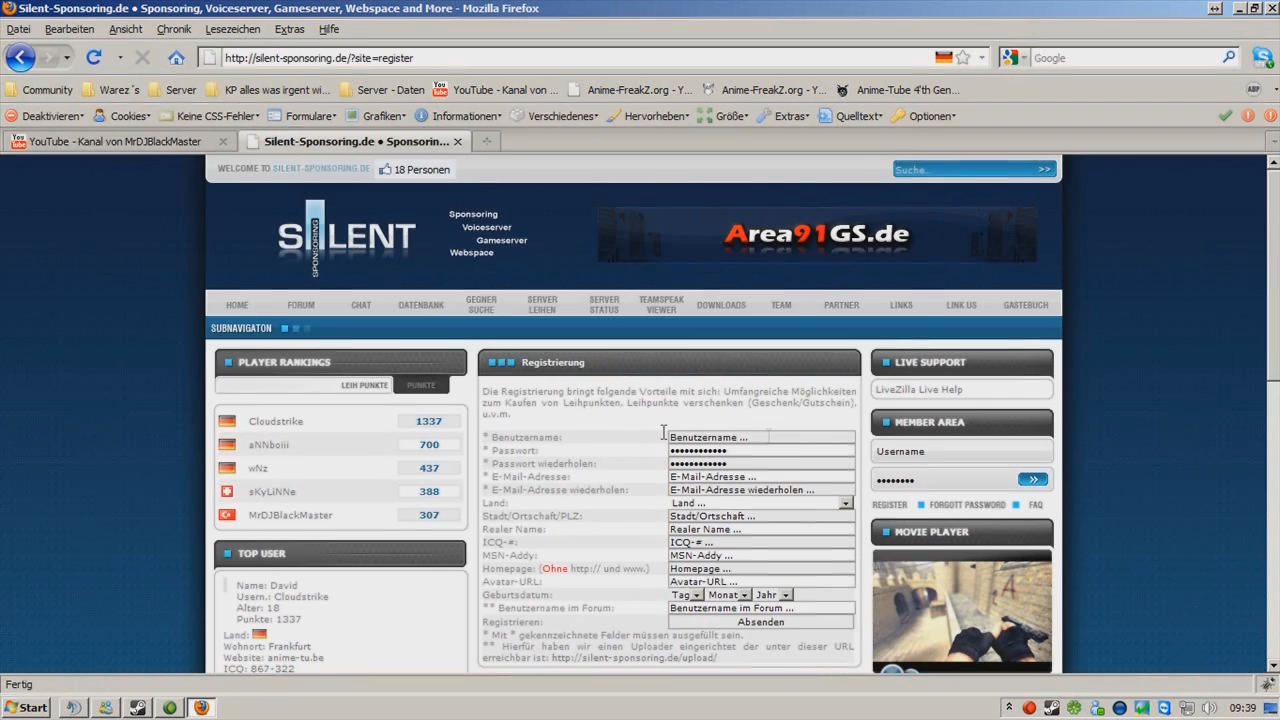 Silent-Sponsoring.de • Sponsoring, Voiceserver, Gameserver, Webspace and More - Mozilla Firefox
Datei Bearbeiten Ansicht Chronik Lesezeichen Extras Hilfe
http://silent-sponsoring.de/?site=register
Google
Community Warez´s Server KP alles was irgent wi... Server - Daten YouTube - Kanal von ... Anime-FreakZ.org - Y... Anime-FreakZ.org - Y... Anime-Tube 4'th Gen...
ABP
Deaktivieren Cookies Keine CSS-Fehler Formulare Grafiken Informationen Verschiedenes Hervorheben Größe Extras Quelltext Optionen
YouTube - Kanal von MrDJBlackMaster
Silent-Sponsoring.de • Sponsorin...
WELCOME TO SILENT-SPONSORING.DE
18 Personen
Suche.. >>
SILENT
SPONSORING
Sponsoring
Voiceserver
Gameserver
Webspace
Area91GS.de
HOME FORUM CHAT DATENBANK GEGNER SUCHE SERVER LEIHEN SERVER STATUS TEAMSPEAK VIEWER DOWNLOADS TEAM PARTNER LINKS LINK US GÄSTEBUCH
SUBNAVIGATON
PLAYER RANKINGS
LEIH PUNKTE PUNKTE
Cloudstrike 1337
aNNboiii 700
wNz 437
sKyLiNNe 388
MrDJBlackMaster 307
TOP USER
Name: David
Usern.: Cloudstrike
Alter: 18
Punkte: 1337
Land:
Wohnort: Frankfurt
Website: anime-tu.be
ICQ: 867-322
Registrierung
Die Registrierung bringt folgende Vorteile mit sich: Umfangreiche Möglichkeiten
zum Kaufen von Leihpunkten, Leihpunkte verschenken (Geschenk/Gutschein),
u.v.m.
* Benutzername: Benutzername ...
* Passwort: ••••••••••••
* Passwort wiederholen: ••••••••••••
* E-Mail-Adresse: E-Mail-Adresse ...
* E-Mail-Adresse wiederholen: E-Mail-Adresse wiederholen ...
Land: Land ...
Stadt/Ortschaft/PLZ: Stadt/Ortschaft ...
Realer Name: Realer Name ...
ICQ-#: ICQ-# ...
MSN-Addy: MSN-Addy ...
Homepage: (Ohne http:// und www.) Homepage ...
Avatar-URL: Avatar-URL ...
Geburtsdatum: Tag Monat Jahr
** Benutzername im Forum: Benutzername im Forum ...
Registrieren: Absenden
* Mit * gekennzeichnete Felder müssen ausgefüllt sein.
** Hierfür haben wir einen Uploader eingerichtet der unter dieser URL
erreichbar ist: http://silent-sponsoring.de/upload/
LIVE SUPPORT
LiveZilla Live Help
MEMBER AREA
Username
••••••••
REGISTER FORGOTT PASSWORD FAQ
MOVIE PLAYER
Fertig
Start
09:39